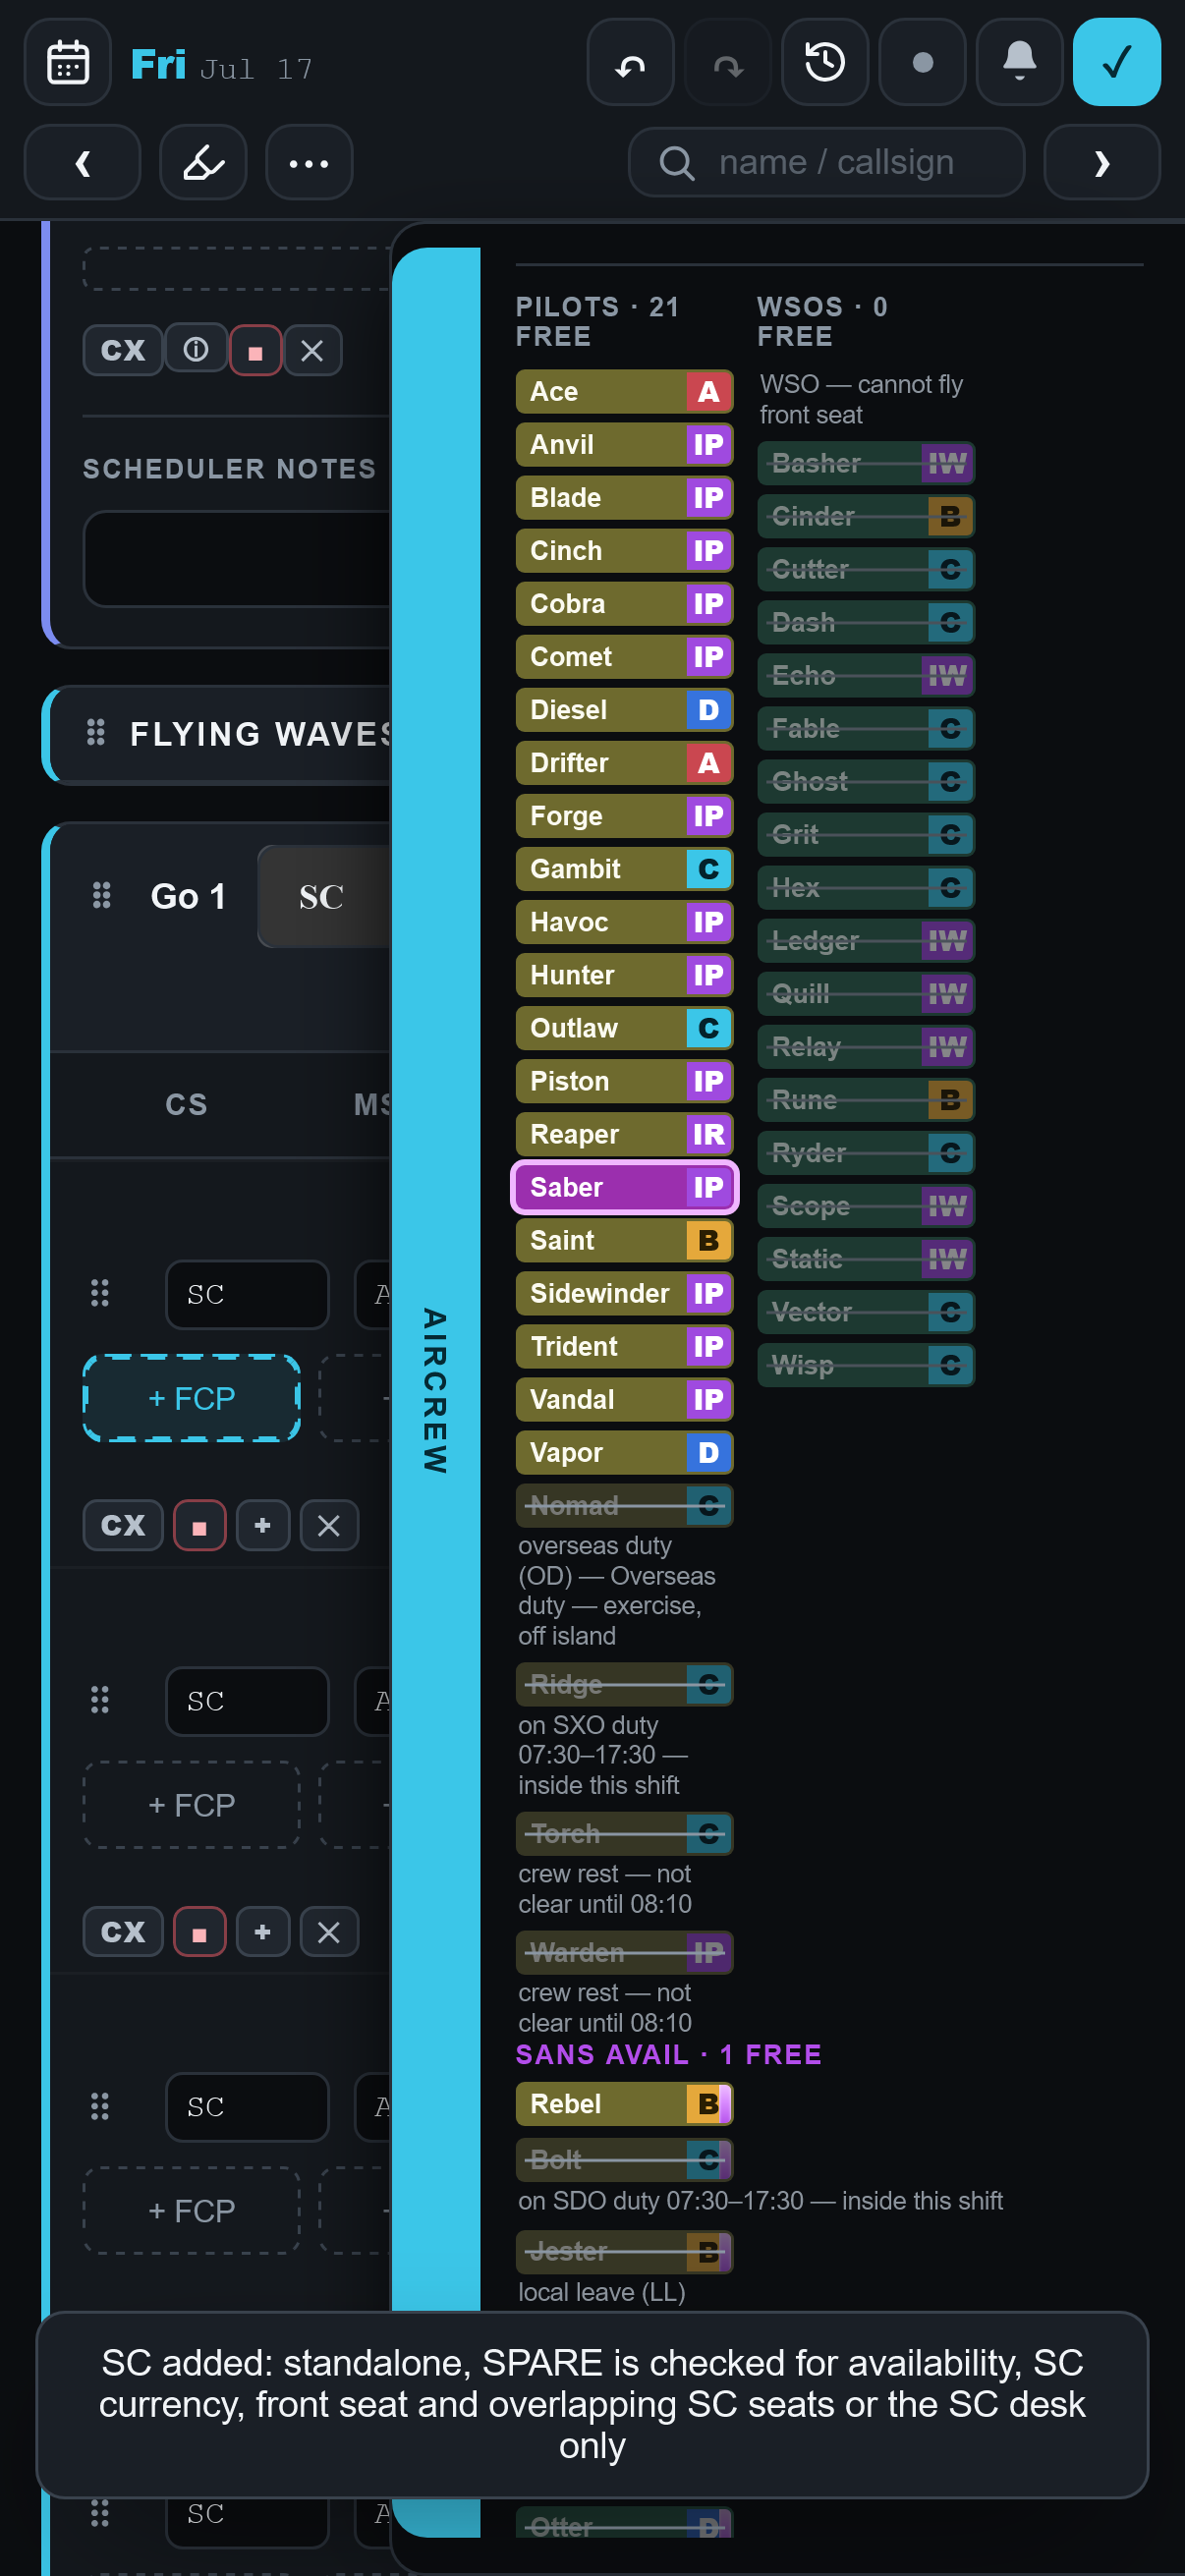 Fri Jul 17
name / callsign
CX
SCHEDULER NOTES
FLYING WAVES
Go 1 SC
CS MS
SC A
+ FCP
CX + 
SC A
+ FCP
CX +
SC A
+ FCP
SC A
AIRCREW
PILOTS · 21
FREE
Ace A
Anvil IP
Blade IP
Cinch IP
Cobra IP
Comet IP
Diesel D
Drifter A
Forge IP
Gambit C
Havoc IP
Hunter IP
Outlaw C
Piston IP
Reaper IR
Saber IP
Saint B
Sidewinder IP
Trident IP
Vandal IP
Vapor D
Nomad C
overseas duty
(OD) — Overseas
duty — exercise,
off island
Ridge C
on SXO duty
07:30–17:30 —
inside this shift
Torch C
crew rest — not
clear until 08:10
Warden IP
crew rest — not
clear until 08:10
WSOS · 0
FREE
WSO — cannot fly
front seat
Basher IW
Cinder B
Cutter C
Dash C
Echo IW
Fable C
Ghost C
Grit C
Hex C
Ledger IW
Quill IW
Relay IW
Rune B
Ryder C
Scope IW
Static IW
Vector C
Wisp C
SANS AVAIL · 1 FREE
Rebel B
Bolt C
on SDO duty 07:30–17:30 — inside this shift
Jester B
local leave (LL)
SC added: standalone, SPARE is checked for availability, SC
currency, front seat and overlapping SC seats or the SC desk
only
Otter D